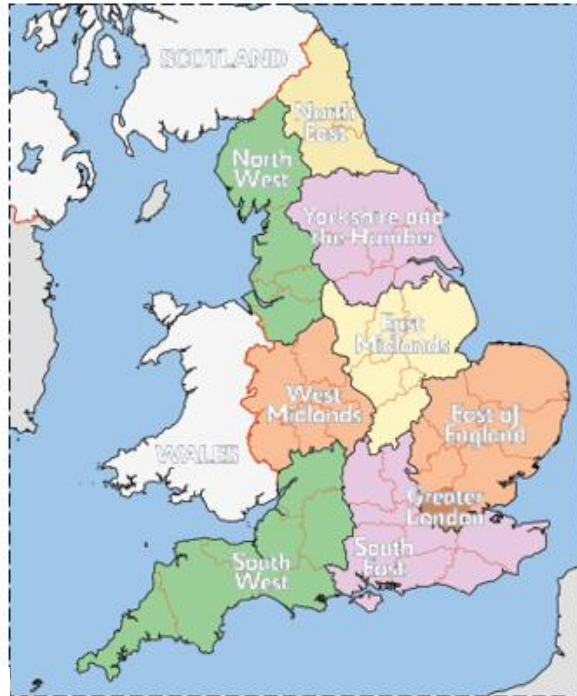 SCOTLAND
North
East
North
West
Yorkshire and
the Humber
East
Midlands
West
Midlands
East of
England
WALES
Greater
London
South
East
South
West